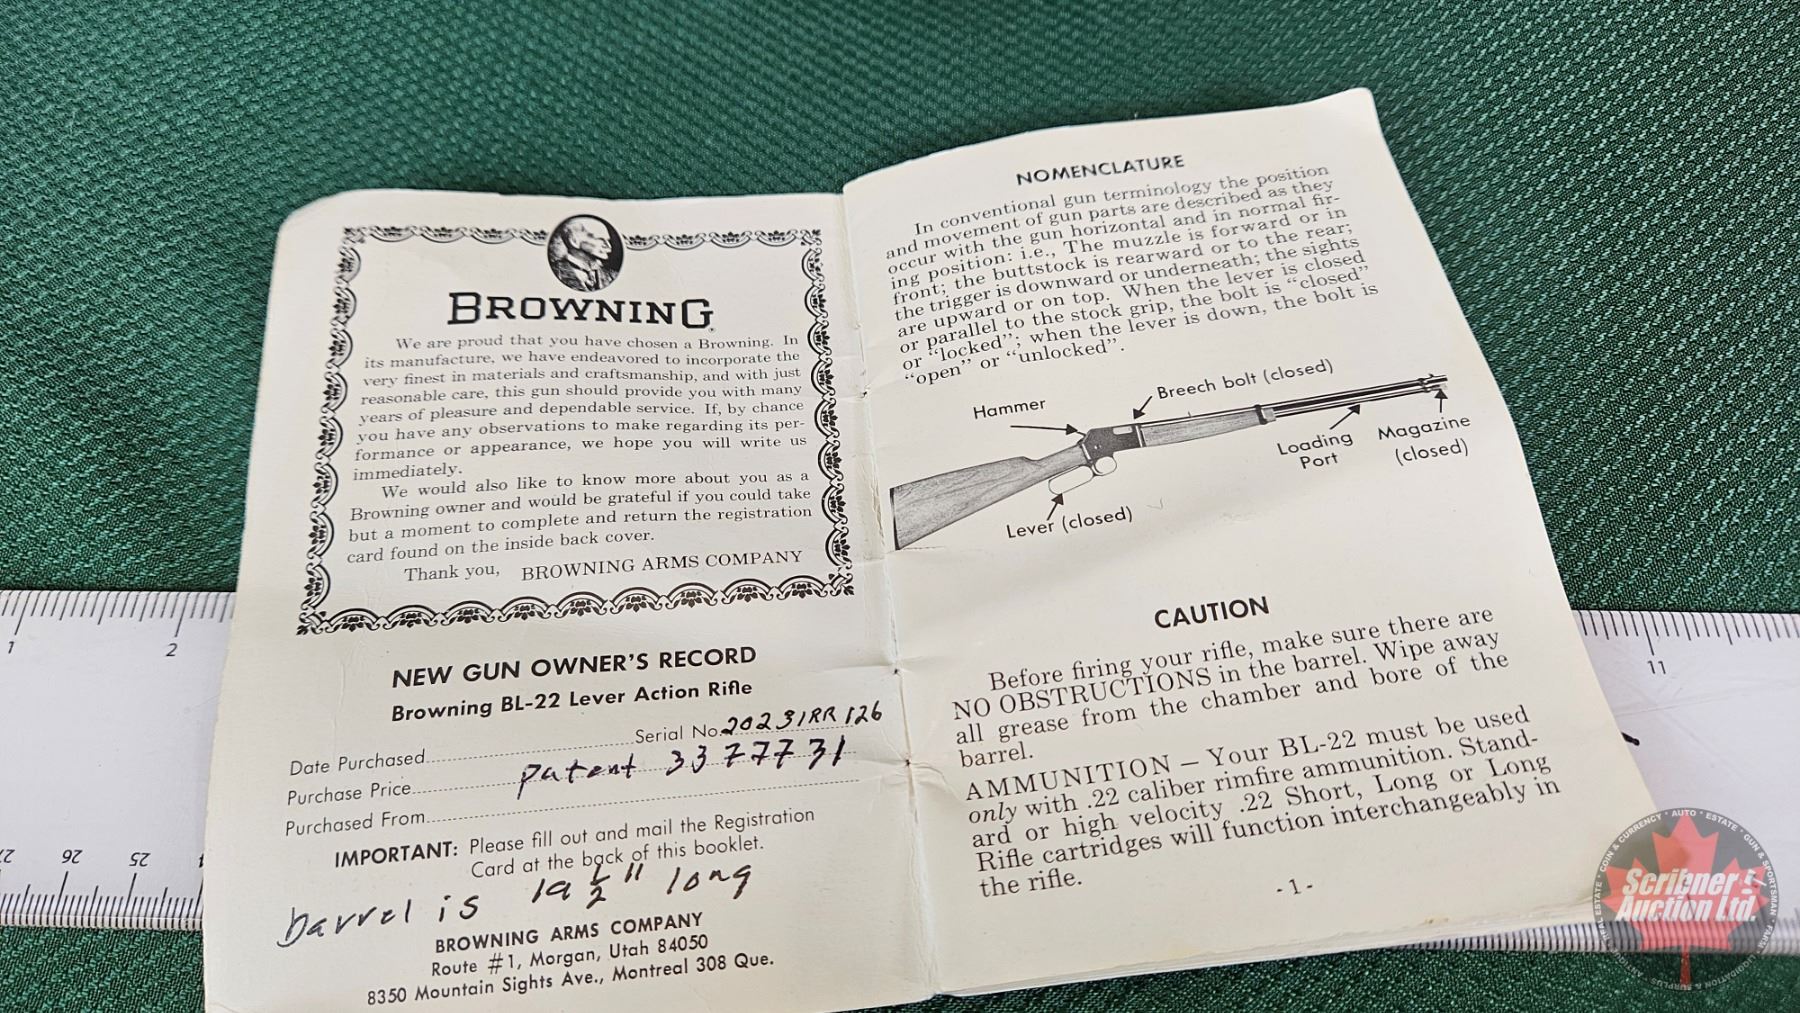 BROWNING
We are proud that you have chosen a Browning. In
its manufacture, we have endeavored to incorporate the
very finest in materials and craftsmanship, and with just
reasonable care, this gun should provide you with many
years of pleasure and dependable service. If, by chance
you have any observations to make regarding its per-
formance or appearance, we hope you will write us
immediately.
We would also like to know more about you as a
Browning owner and would be grateful if you could take
but a moment to complete and return the registration
card found on the inside back cover.
Thank you, BROWNING ARMS COMPANY
NEW GUN OWNER'S RECORD
Browning BL-22 Lever Action Rifle
Date Purchased Serial No. 20231RR126
Purchase Price patent 3377731
Purchased From
IMPORTANT: Please fill out and mail the Registration
Card at the back of this booklet.
barrel is 19 1/2" long
BROWNING ARMS COMPANY
Route #1, Morgan, Utah 84050
8350 Mountain Sights Ave., Montreal 308 Que.
NOMENCLATURE
In conventional gun terminology the position
and movement of gun parts are described as they
occur with the gun horizontal and in normal fir-
ing position: i.e., The muzzle is forward or in
front; the buttstock is rearward or to the rear;
the trigger is downward or underneath; the sights
are upward or on top. When the lever is closed
or parallel to the stock grip, the bolt is "closed"
or "locked"; when the lever is down, the bolt is
"open" or "unlocked".
Hammer
Breech bolt (closed)
Loading
Port
Magazine
(closed)
Lever (closed)
CAUTION
Before firing your rifle, make sure there are
NO OBSTRUCTIONS in the barrel. Wipe away
all grease from the chamber and bore of the
barrel.
AMMUNITION – Your BL-22 must be used
only with .22 caliber rimfire ammunition. Stand-
ard or high velocity .22 Short, Long or Long
Rifle cartridges will function interchangeably in
the rifle.
-1-
1 2 11
27 26 25
Scribner's
Auction Ltd.